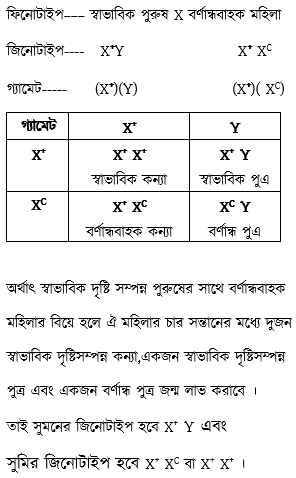 ফিনোটাইপ--- স্বাভাবিক পুরুষ X বর্ণান্ধবাহক মহিলা
জিনোটাইপ---- X⁺Y X⁺ Xᶜ
গ্যামেট----- (X⁺)(Y) (X⁺)( Xᶜ)
গ্যামেট X⁺ Y
X⁺ X⁺ X⁺ X⁺ Y
স্বাভাবিক কন্যা স্বাভাবিক পুএ
Xᶜ X⁺ Xᶜ Xᶜ Y
বর্ণান্ধবাহক কন্যা বর্ণান্ধ পুএ
অর্থাৎ স্বাভাবিক দৃষ্টি সম্পন্ন পুরুষের সাথে বর্ণান্ধবাহক
মহিলার বিয়ে হলে ঐ মহিলার চার সন্তানের মধ্যে দুজন
স্বাভাবিক দৃষ্টিসম্পন্ন কন্যা,একজন স্বাভাবিক দৃষ্টিসম্পন্ন
পুত্র এবং একজন বর্ণান্ধ পুত্র জন্ম লাভ করাবে ।
তাই সুমনের জিনোটাইপ হবে X⁺ Y এবং
সুমির জিনোটাইপ হবে X⁺ Xᶜ বা X⁺ X⁺ ।